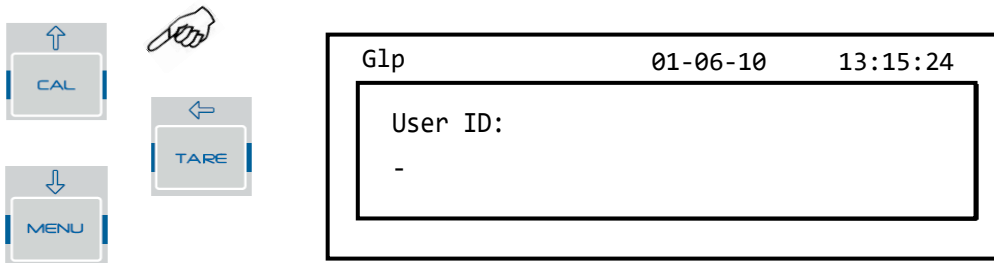 CAL
TARE
MENU
Glp 01-06-10 13:15:24
User ID:
-